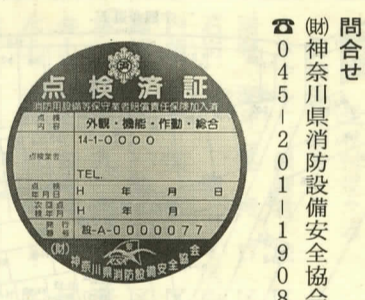 問合せ
㈶神奈川県消防設備安全協会
☎045-201-1908
点検済証
消防用設備等保守業者賠償責任保険加入済
点検内容 外観・機能・作動・総合
点検業者 14-1-0000
TEL.
点検年月日 H 年 月 日
次回点検年月 H 年 月
発行番号 設-A-0000077
(財)神奈川県消防設備安全協会